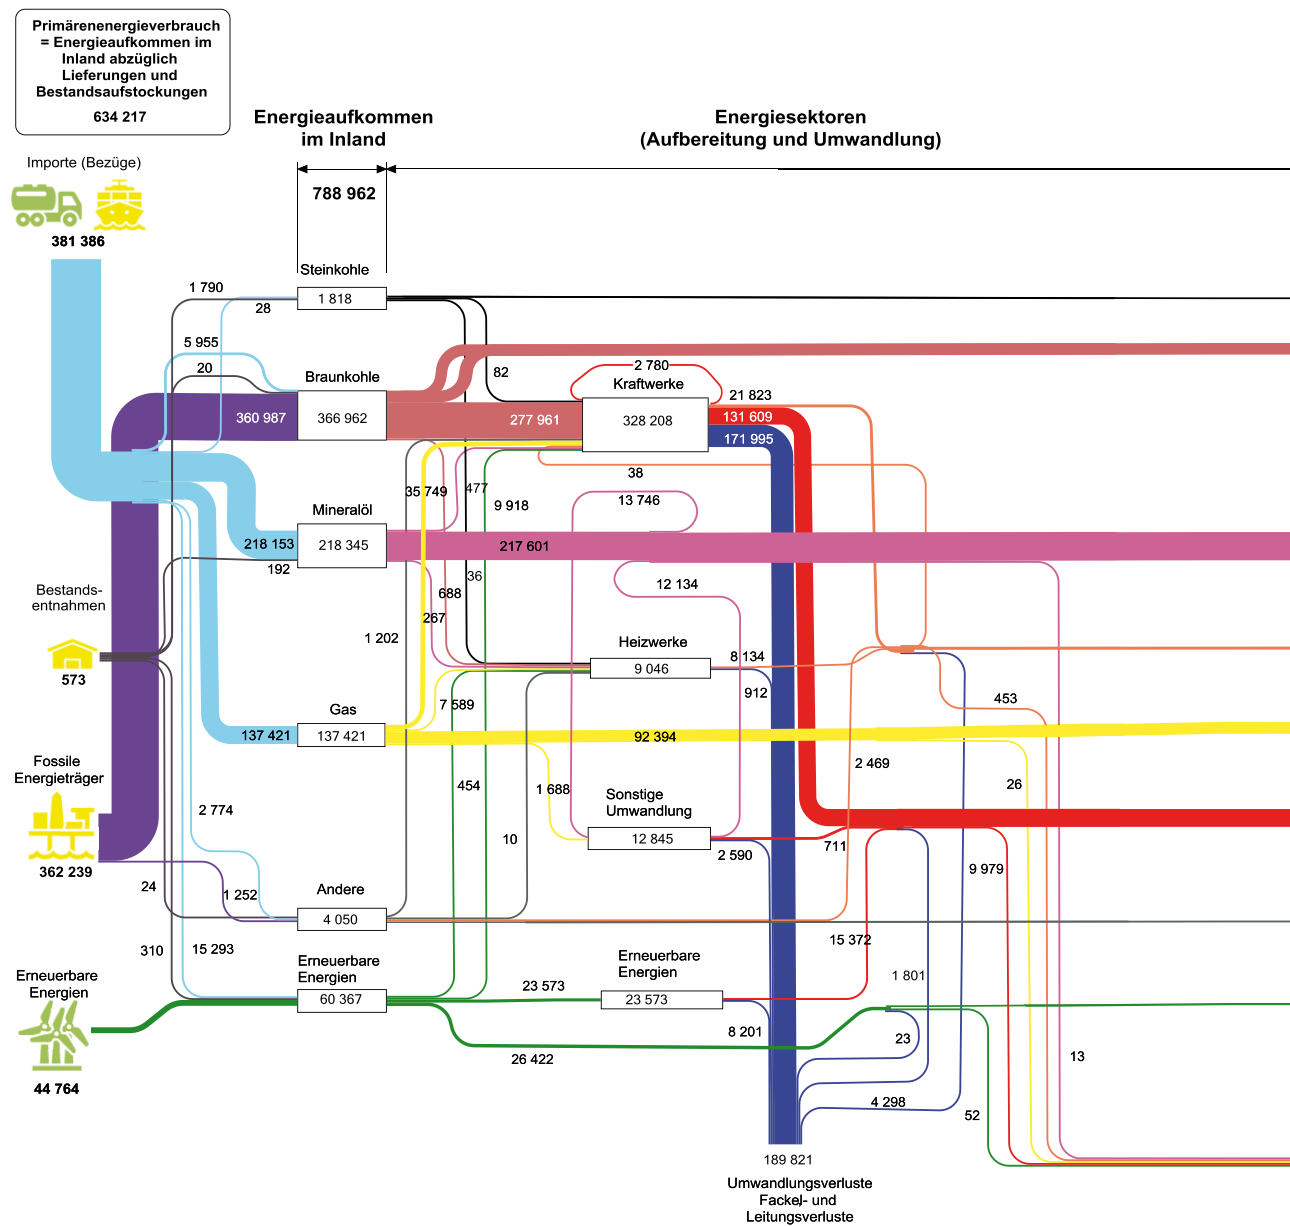 Primärenenergieverbrauch
= Energieaufkommen im
Inland abzüglich
Lieferungen und
Bestandsaufstockungen
634 217
Energieaufkommen
im Inland
Energiesektoren
(Aufbereitung und Umwandlung)
Importe (Bezüge)
788 962
381 386
Steinkohle
1 790
28
1 818
5 955
20
Braunkohle
82
2 780
Kraftwerke
21 823
360 987
366 962
277 961
328 208
131 609
171 995
38
35 749
477
9 918
13 746
Mineralöl
218 153
218 345
217 601
192
36
12 134
Bestands-
entnahmen
688
267
1 202
Heizwerke
8 134
573
9 046
912
7 589
453
Gas
137 421
137 421
92 394
Fossile
Energieträger
2 469
26
454
1 688
Sonstige
Umwandlung
2 774
10
12 845
711
2 590
362 239
9 979
24
1 252
Andere
4 050
310
15 293
15 372
Erneuerbare
Energien
Erneuerbare
Energien
Erneuerbare
Energien
1 801
23 573
60 367
23 573
8 201
23
26 422
13
44 764
4 298
52
189 821
Umwandlungsverluste
Fackel- und
Leitungsverluste